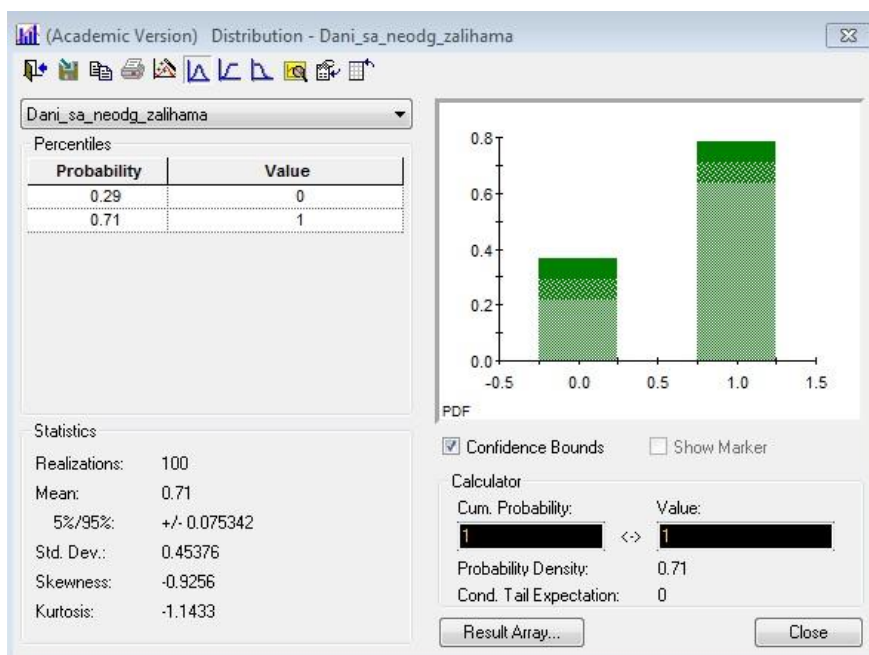 (Academic Version) Distribution - Dani_sa_neodg_zalihama
Dani_sa_neodg_zalihama
Percentiles
Probability Value
0.29 0
0.71 1
Statistics
Realizations: 100
Mean: 0.71
5%/95%: +/- 0.075342
Std. Dev.: 0.45376
Skewness: -0.9256
Kurtosis: -1.1433
0.8
0.6
0.4
0.2
0.0
-0.5 0.0 0.5 1.0 1.5
PDF
Confidence Bounds Show Marker
Calculator
Cum. Probability: Value:
1 <-> 1
Probability Density: 0.71
Cond. Tail Expectation: 0
Result Array... Close